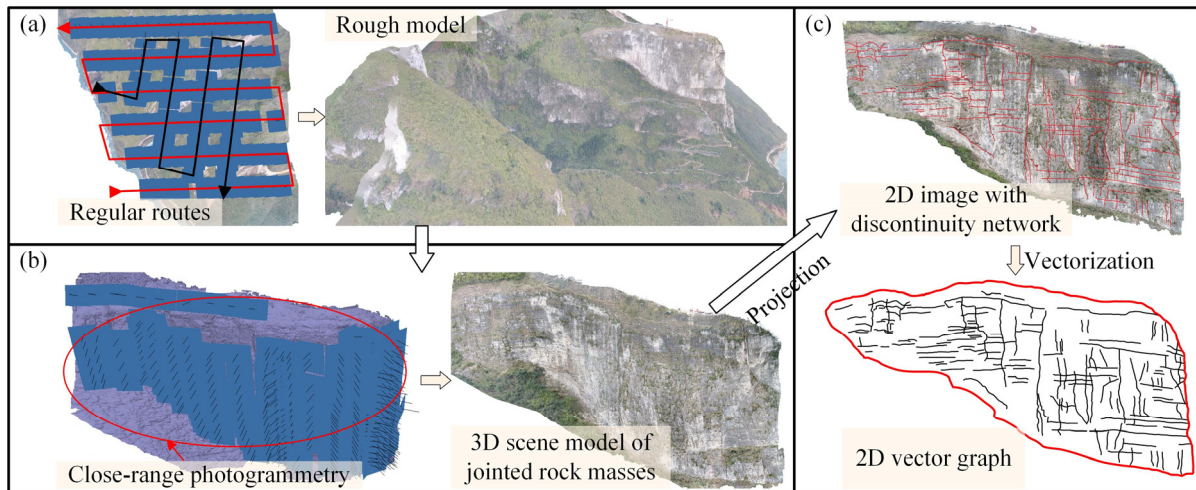 (a)
Rough model
Regular routes
(b)
Close-range photogrammetry
3D scene model of
jointed rock masses
Projection
(c)
2D image with
discontinuity network
Vectorization
2D vector graph